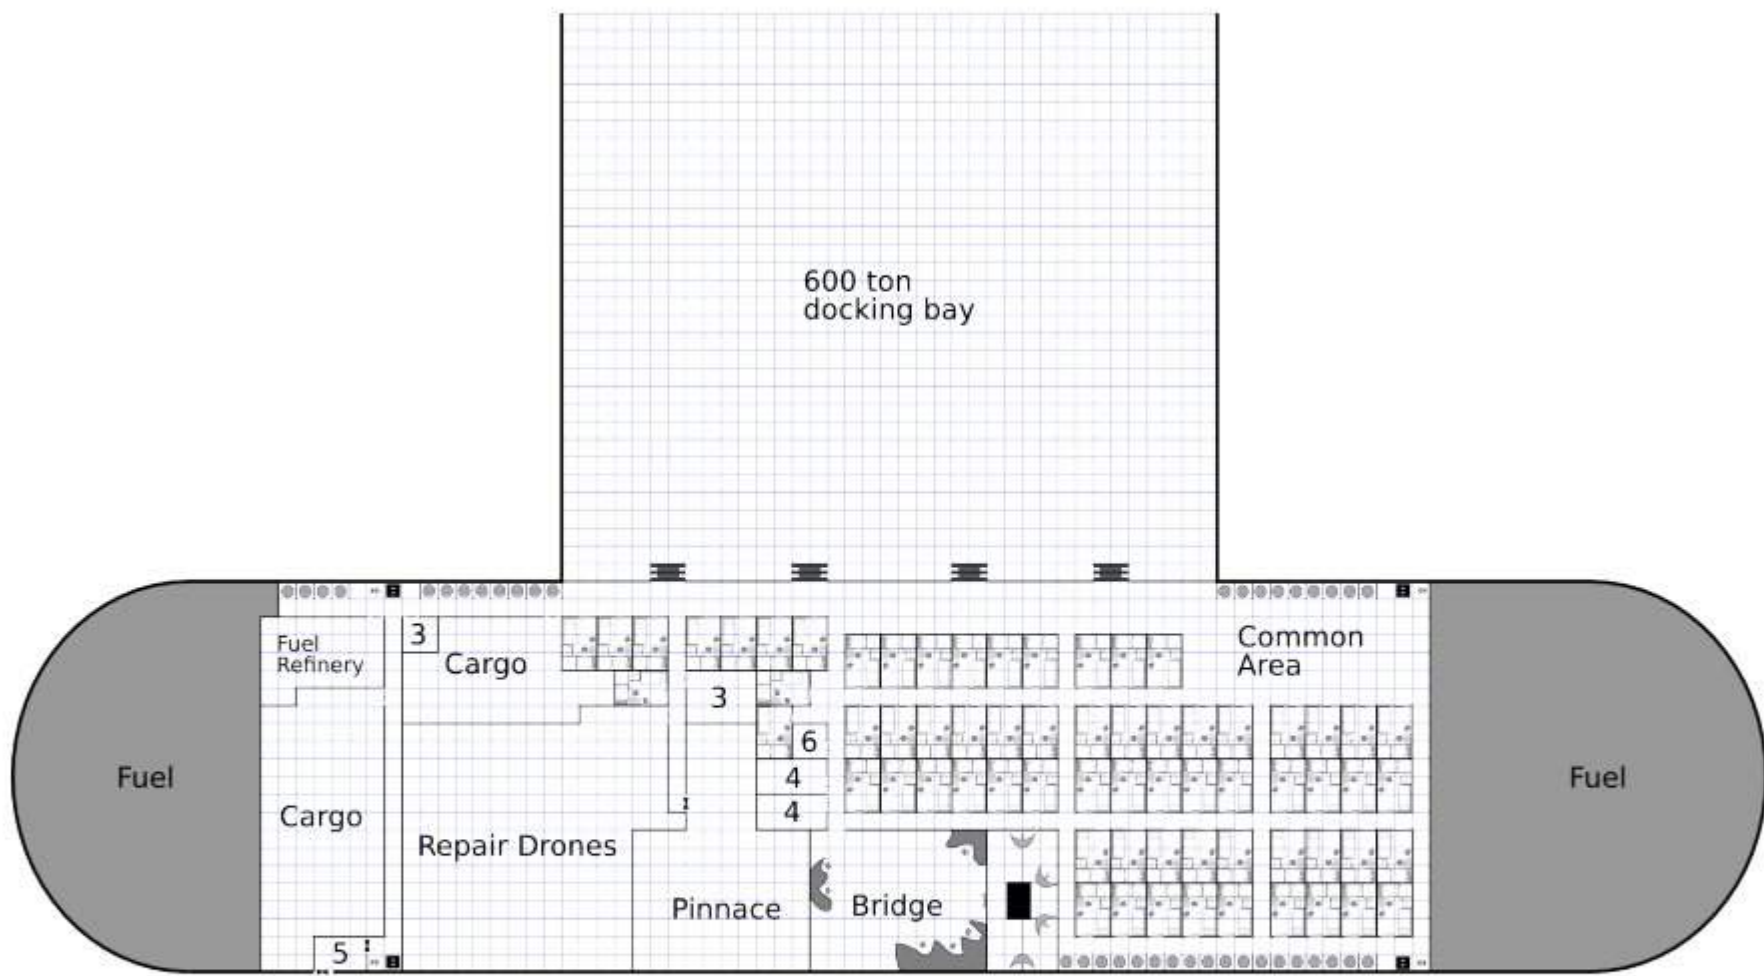 600 ton
docking bay
Fuel
Refinery
3
Cargo
Common
Area
3
6
4
4
Fuel
Fuel
Cargo
Repair Drones
Pinnace
Bridge
5